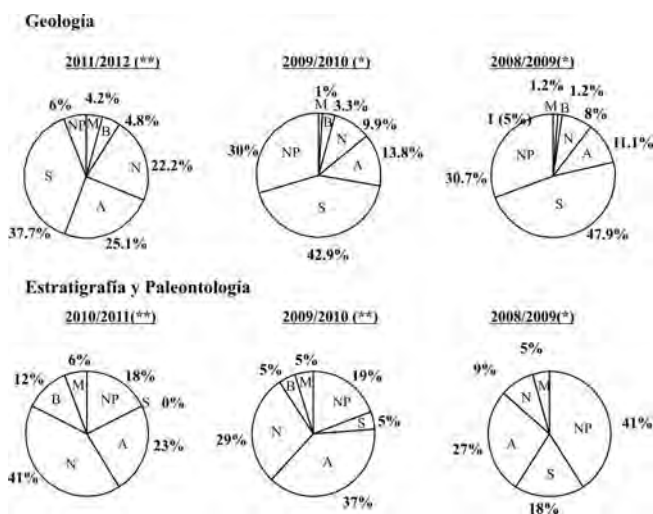 Geología
2011/2012 (**)
2009/2010 (*)
2008/2009(*)
6%
4.2%
4.8%
22.2%
25.1%
37.7%
NP
M
B
N
A
S
1%
3.3%
9.9%
13.8%
42.9%
30%
M
B
N
A
S
NP
1.2%
1.2%
8%
11.1%
47.9%
30.7%
I (5%)
M
B
N
A
S
NP
Estratigrafía y Paleontología
2010/2011(**)
2009/2010 (**)
2008/2009(*)
6%
18%
0%
23%
41%
12%
M
NP
S
A
N
B
5%
5%
19%
5%
37%
29%
B
M
NP
S
A
N
5%
9%
41%
18%
27%
N
M
NP
S
A